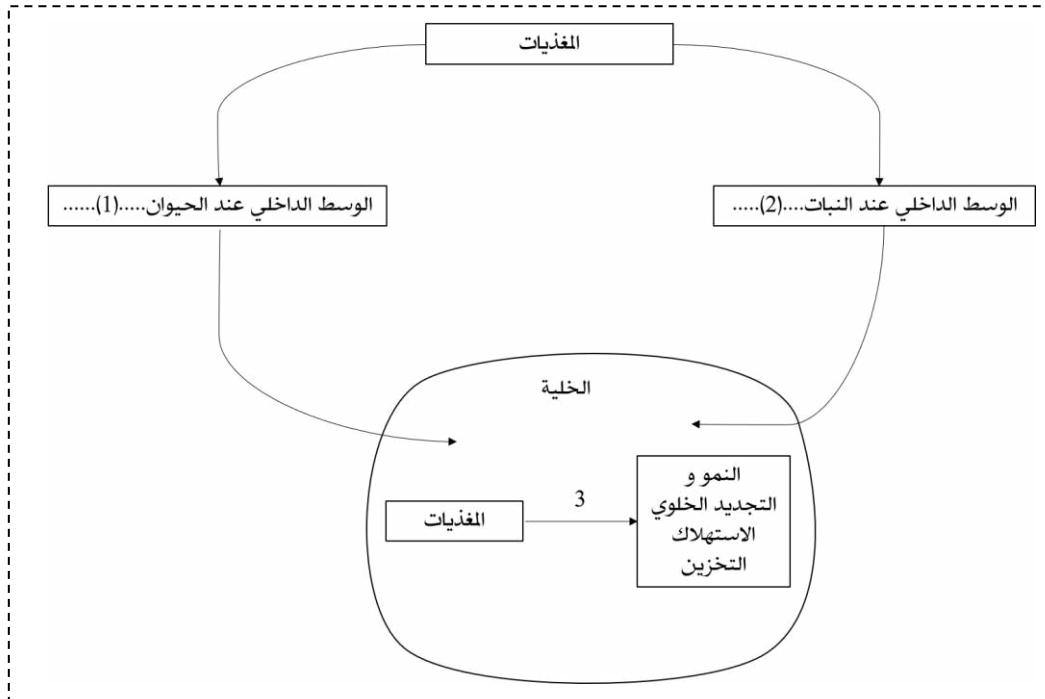 المغذيات
الوسط الداخلي عند الحيوان.....(1)......
الوسط الداخلي عند النبات....(2).....
الخلية
النمو و
التجديد الخلوي
الاستهلاك
التخزين
3
المغذيات